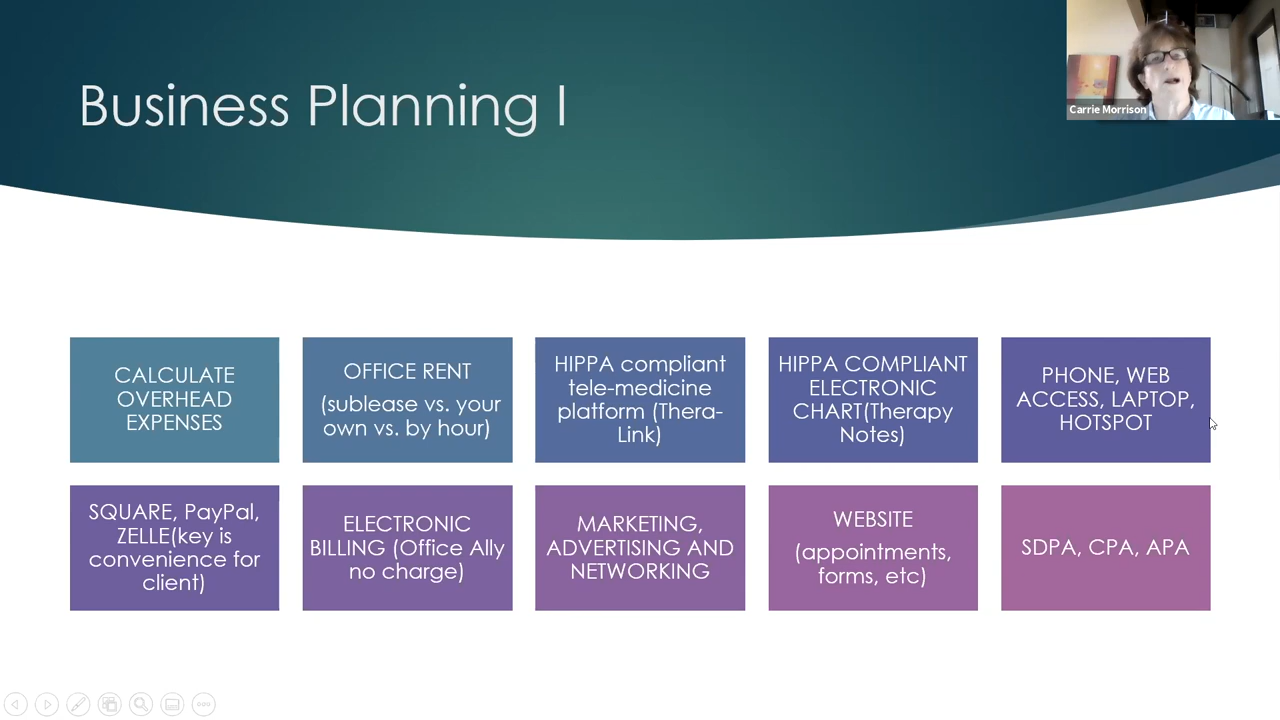 Business Planning I
Carrie Morrison
CALCULATE
OVERHEAD
EXPENSES
OFFICE RENT
(sublease vs. your
own vs. by hour)
HIPPA compliant
tele-medicine
platform (Thera-
Link)
HIPPA COMPLIANT
ELECTRONIC
CHART(Therapy
Notes)
PHONE, WEB
ACCESS, LAPTOP,
HOTSPOT
SQUARE, PayPal,
ZELLE(key is
convenience for
client)
ELECTRONIC
BILLING (Office Ally
no charge)
MARKETING,
ADVERTISING AND
NETWORKING
WEBSITE
(appointments,
forms, etc)
SDPA, CPA, APA